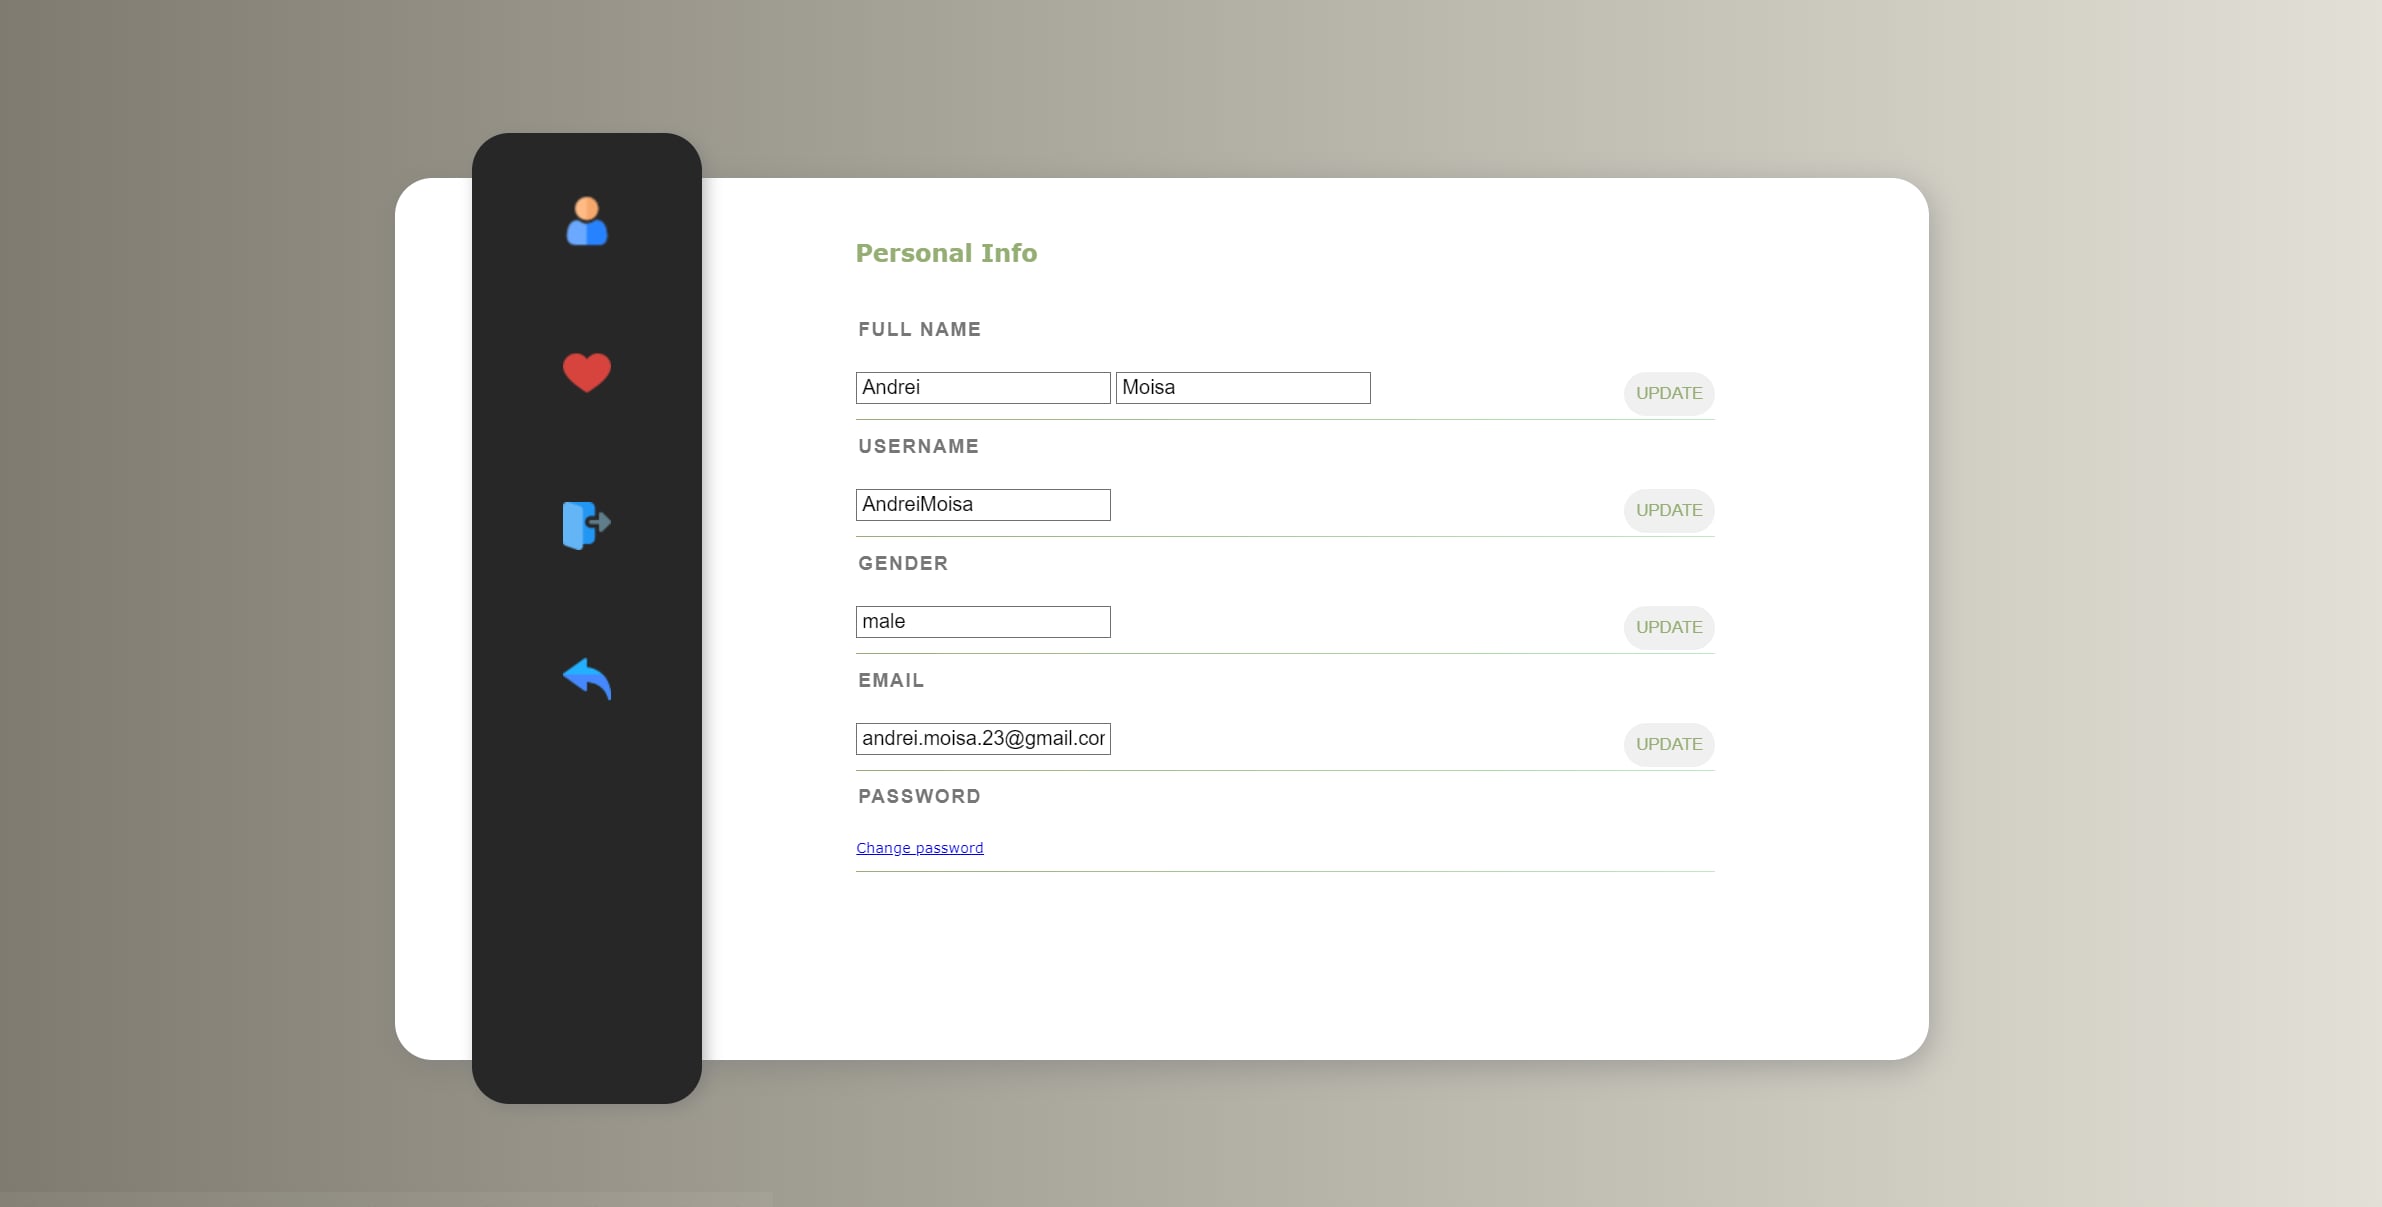 Personal Info
FULL NAME
Andrei Moisa UPDATE
USERNAME
AndreiMoisa UPDATE
GENDER
male UPDATE
EMAIL
andrei.moisa.23@gmail.cor UPDATE
PASSWORD
Change password